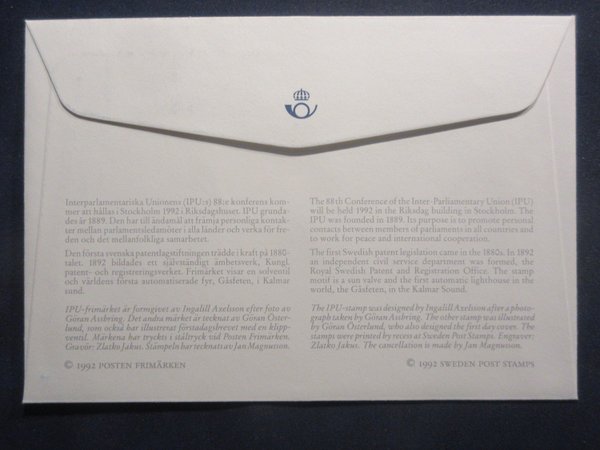 Interparlamentariska Unionens (IPU:s) 88:e konferens kom-
mer att hållas i Stockholm 1992 i Riksdagshuset. IPU grunda-
des år 1889. Den har till ändamål att främja personliga kontak-
ter mellan parlamentsledamöter i alla länder och verka för fre-
den och det mellanfolkliga samarbetet.
Den första svenska patentlagstiftningen trädde i kraft på 1880-
talet. 1892 bildades ett självständigt ämbetsverk, Kungl.
patent- och registreringsverket. Frimärket visar en solventil
och världens första automatiserade fyr, Gåsfeten, i Kalmar
sund.
IPU-frimärket är formgivet av Ingalill Axelsson efter foto av
Göran Assbring. Det andra märket är tecknat av Göran Öster-
lund, som också har illustrerat förstadagsbrevet med en klipp-
ventil. Märkena har tryckts i ståltryck vid Posten Frimärken.
Gravör: Zlatko Jakus. Stämpeln har tecknats av Jan Magnusson.
© 1992 POSTEN FRIMÄRKEN
The 88th Conference of the Inter-Parliamentary Union (IPU)
will be held 1992 in the Riksdag building in Stockholm. The
IPU was founded in 1889. Its purpose is to promote personal
contacts between members of parliaments in all countries and
to work for peace and international cooperation.
The first Swedish patent legislation came in the 1880s. In 1892
an independent civil service department was formed, the
Royal Swedish Patent and Registration Office. The stamp
motif is a sun valve and the first automatic lighthouse in the
world, the Gåsfeten, in the Kalmar Sound.
The IPU-stamp was designed by Ingalill Axelsson after a photo-
graph taken by Göran Assbring. The other stamp was illustrated
by Göran Österlund, who also designed the first day cover. The
stamps were printed by recess at Sweden Post Stamps. Engraver:
Zlatko Jakus. The cancellation is made by Jan Magnusson.
© 1992 SWEDEN POST STAMPS